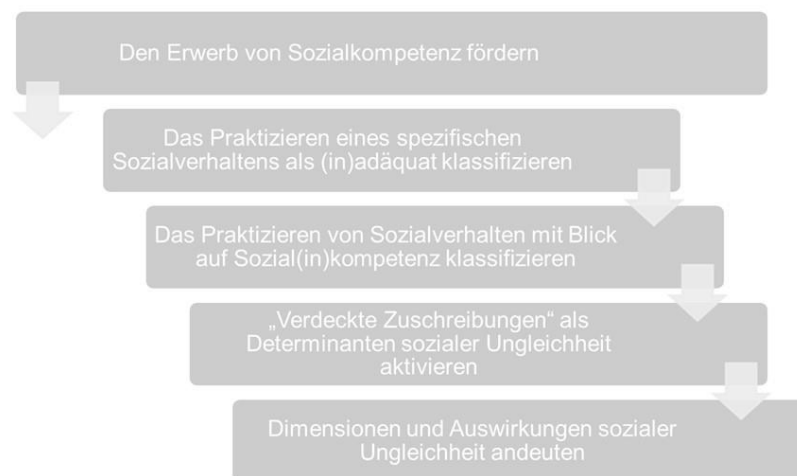 Den Erwerb von Sozialkompetenz fördern
Das Praktizieren eines spezifischen
Sozialverhaltens als (in)adäquat klassifizieren
Das Praktizieren von Sozialverhalten mit Blick
auf Sozial(in)kompetenz klassifizieren
„Verdeckte Zuschreibungen“ als
Determinanten sozialer Ungleichheit
aktivieren
Dimensionen und Auswirkungen sozialer
Ungleichheit andeuten